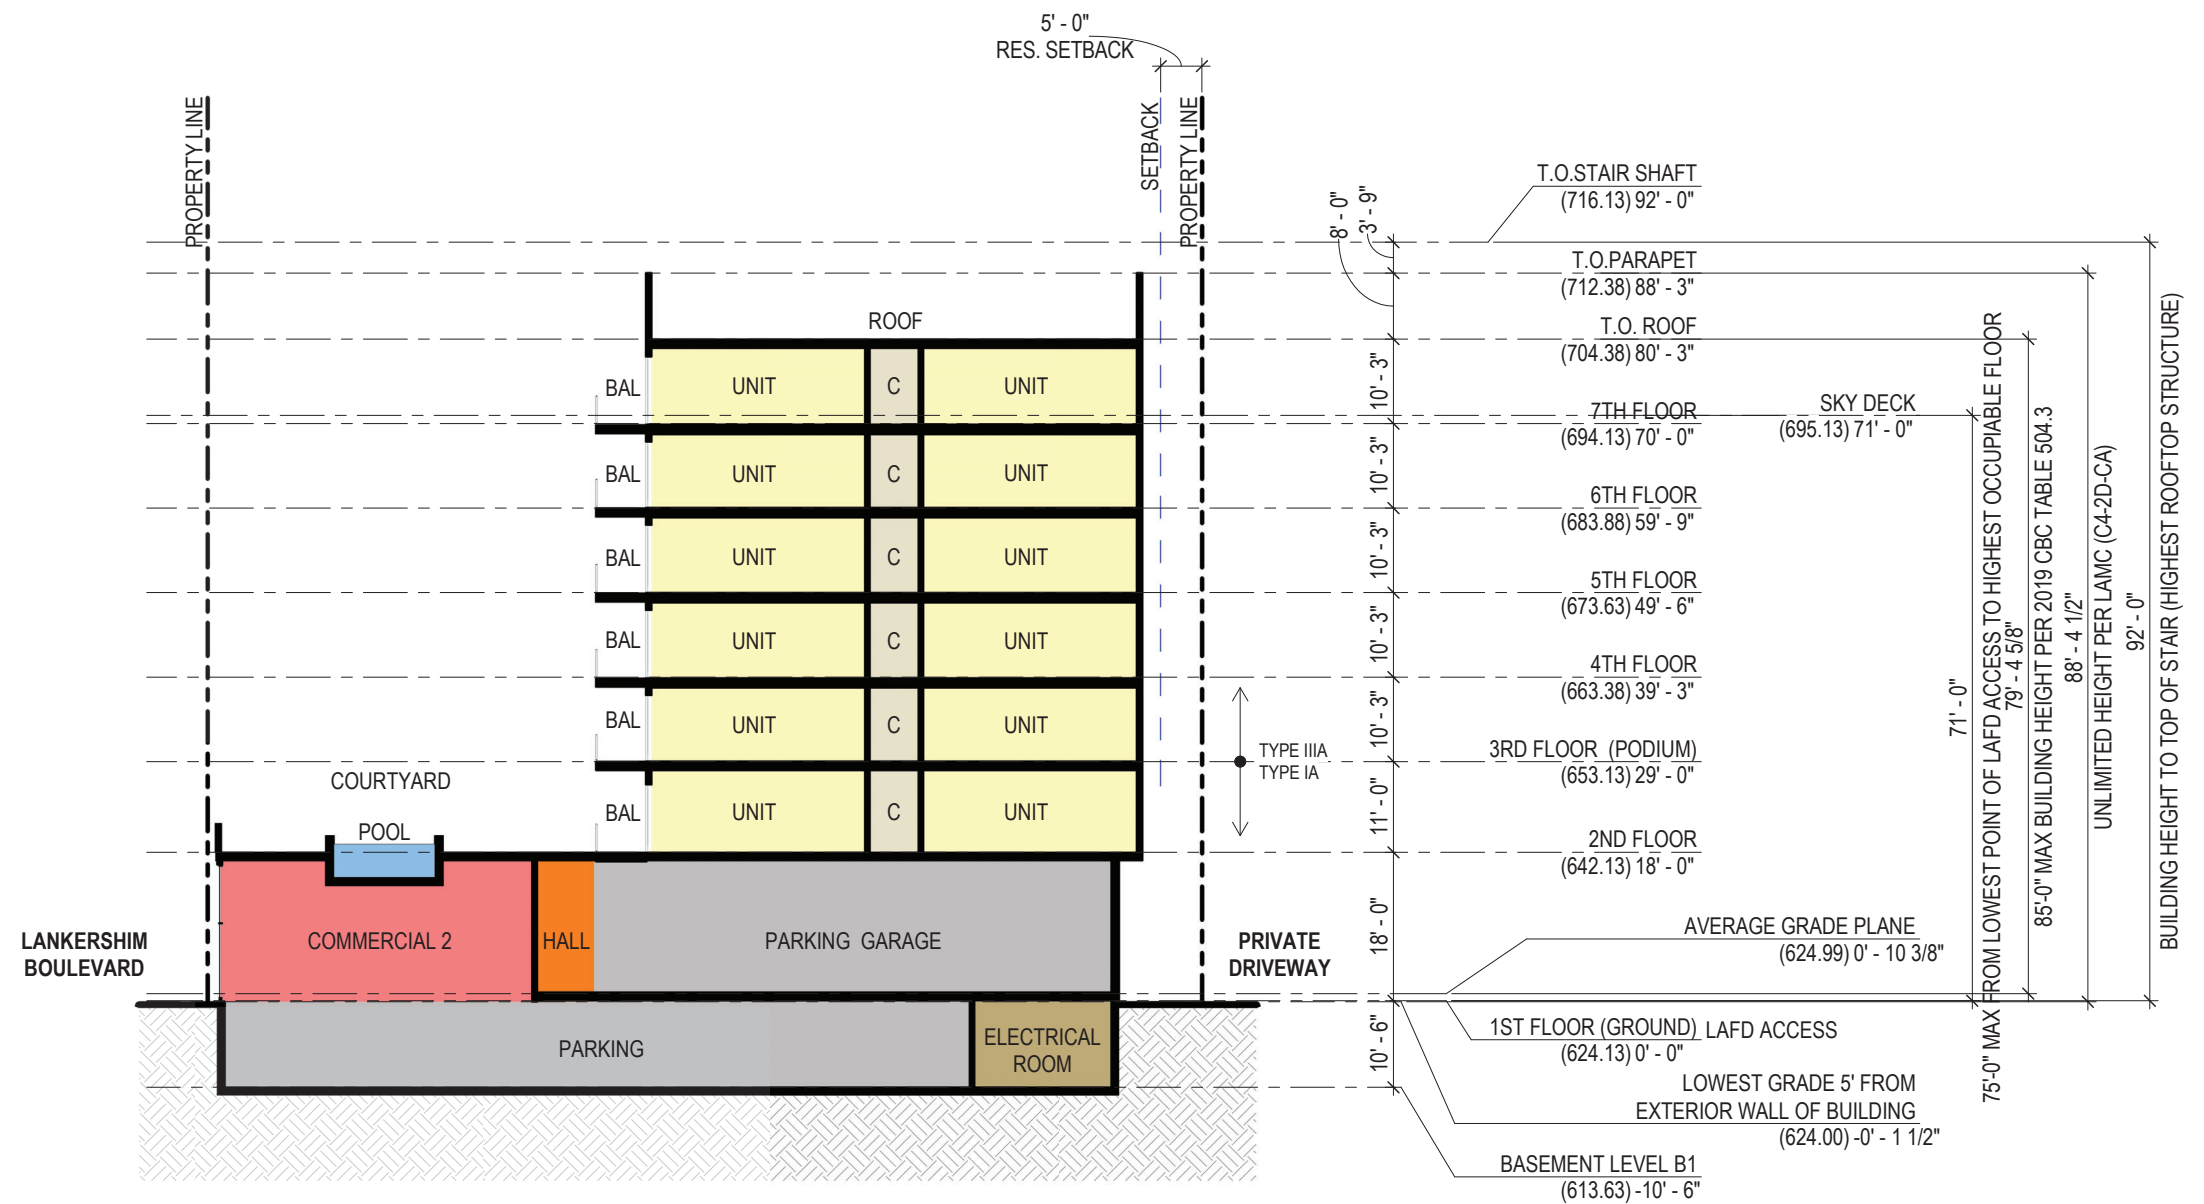 5' - 0"
RES. SETBACK
PROPERTY LINE
SETBACK
PROPERTY LINE
8' - 0"
3' - 9"
T.O.STAIR SHAFT
(716.13) 92' - 0"
T.O.PARAPET
(712.38) 88' - 3"
T.O. ROOF
(704.38) 80' - 3"
7TH FLOOR
(694.13) 70' - 0"
SKY DECK
(695.13) 71' - 0"
6TH FLOOR
(683.88) 59' - 9"
5TH FLOOR
(673.63) 49' - 6"
4TH FLOOR
(663.38) 39' - 3"
3RD FLOOR (PODIUM)
(653.13) 29' - 0"
2ND FLOOR
(642.13) 18' - 0"
AVERAGE GRADE PLANE
(624.99) 0' - 10 3/8"
1ST FLOOR (GROUND) LAFD ACCESS
(624.13) 0' - 0"
LOWEST GRADE 5' FROM
EXTERIOR WALL OF BUILDING
(624.00) -0' - 1 1/2"
BASEMENT LEVEL B1
(613.63) -10' - 6"
10' - 3"
10' - 3"
10' - 3"
10' - 3"
10' - 3"
11' - 0"
18' - 0"
10' - 6"
71' - 0"
75'-0" MAX FROM LOWEST POINT OF LAFD ACCESS TO HIGHEST OCCUPIABLE FLOOR
79' - 4 5/8"
85'-0" MAX BUILDING HEIGHT PER 2019 CBC TABLE 504.3
88' - 4 1/2"
UNLIMITED HEIGHT PER LAMC (C4-2D-CA)
92' - 0"
BUILDING HEIGHT TO TOP OF STAIR (HIGHEST ROOFTOP STRUCTURE)
ROOF
BAL UNIT C UNIT
BAL UNIT C UNIT
BAL UNIT C UNIT
BAL UNIT C UNIT
BAL UNIT C UNIT
BAL UNIT C UNIT
TYPE IIIA
TYPE IA
COURTYARD
POOL
LANKERSHIM
BOULEVARD
COMMERCIAL 2
HALL
PARKING GARAGE
PRIVATE
DRIVEWAY
PARKING
ELECTRICAL
ROOM